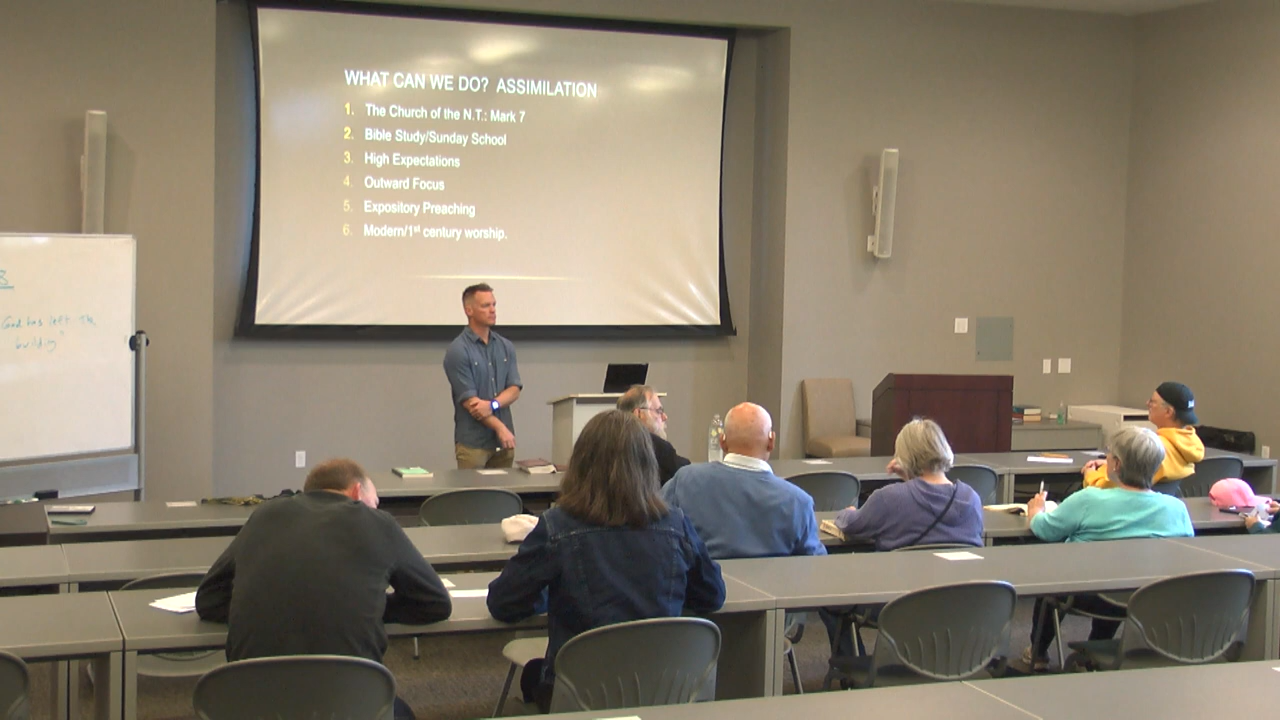 WHAT CAN WE DO? ASSIMILATION
1. The Church of the N.T.: Mark 7
2. Bible Study/Sunday School
3. High Expectations
4. Outward Focus
5. Expository Preaching
6. Modern/1st century worship.
God has left the
building"